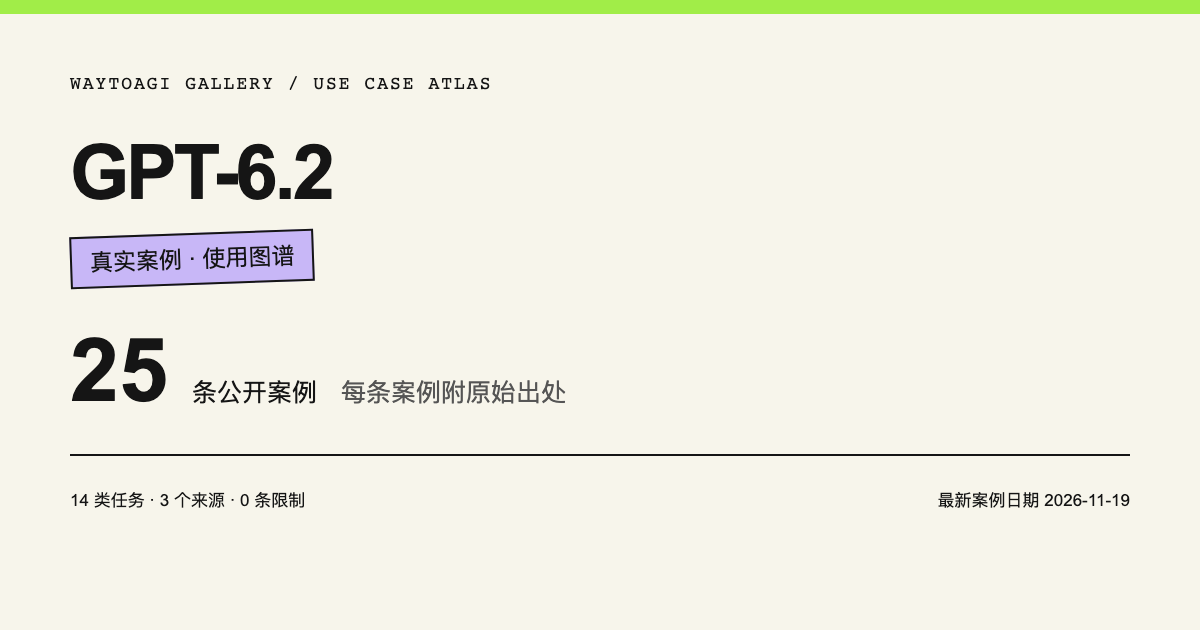 WAYTOAGI GALLERY / USE CASE ATLAS
GPT-6.2
真实案例 · 使用图谱
25 条公开案例 每条案例附原始出处
14 类任务 · 3 个来源 · 0 条限制
最新案例日期 2026-11-19